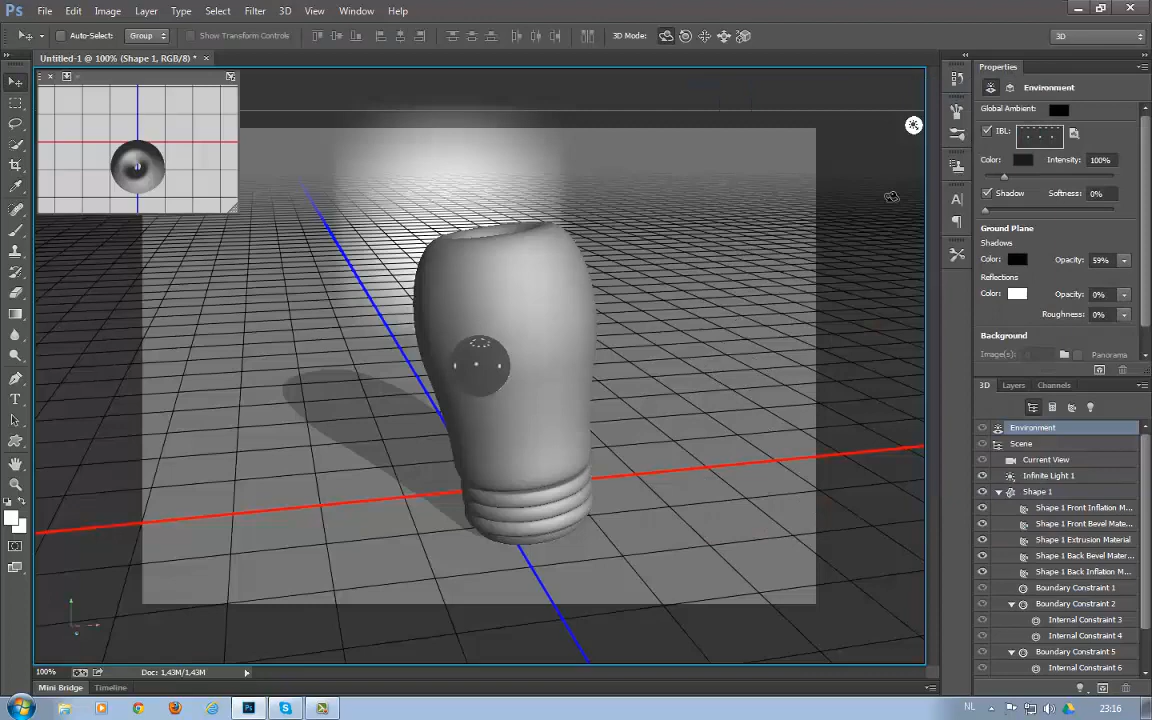 Ps File Edit Image Layer Type Select Filter 3D View Window Help
Auto-Select: Group Show Transform Controls 3D Mode: 3D
Untitled-1 @ 100% (Shape 1, RGB/8) * ×
Properties
Environment
Global Ambient:
IBL:
Color: Intensity: 100%
Shadow Softness: 0%
Ground Plane
Shadows
Color: Opacity: 59%
Reflections
Color: Opacity: 0%
Roughness: 0%
Background
Image(s): Panorama
3D Layers Channels
Environment
Scene
Current View
Infinite Light 1
Shape 1
Shape 1 Front Inflation M...
Shape 1 Front Bevel Mate...
Shape 1 Extrusion Material
Shape 1 Back Bevel Mater...
Shape 1 Back Inflation M...
Boundary Constraint 1
Boundary Constraint 2
Internal Constraint 3
Internal Constraint 4
Boundary Constraint 5
Internal Constraint 6
100% Doc: 1,43M/1,43M
Mini Bridge Timeline
NL 23:16